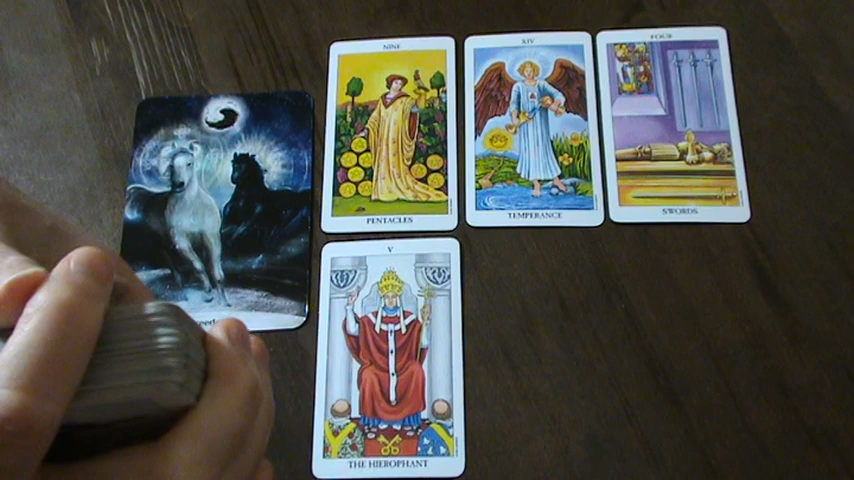 NINE
PENTACLES
XIV
TEMPERANCE
FOUR
SWORDS
V
THE HIEROPHANT